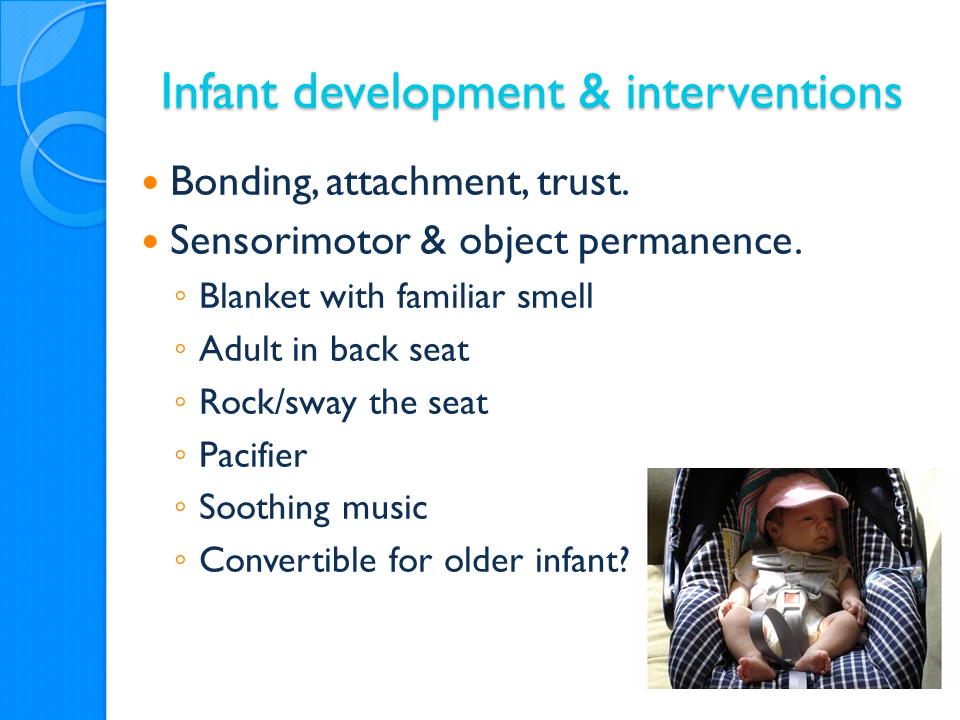 Infant development & interventions
Bonding, attachment, trust.
Sensorimotor & object permanence.
Blanket with familiar smell
Adult in back seat
Rock/sway the seat
Pacifier
Soothing music
Convertible for older infant?